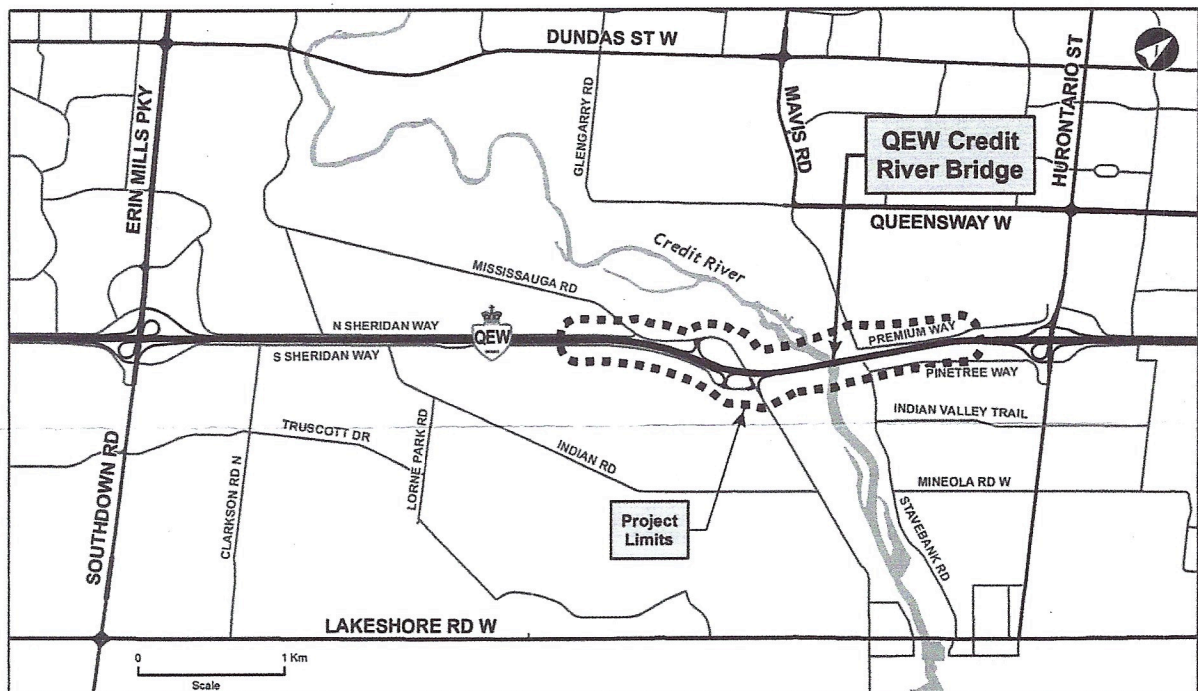 DUNDAS ST W
ERIN MILLS PKY
GLENGARRY RD
MAVIS RD
HURONTARIO ST
QEW Credit
River Bridge
QUEENSWAY W
Credit River
MISSISSAUGA RD
N SHERIDAN WAY
QEW
PREMIUM WAY
S SHERIDAN WAY
PINETREE WAY
INDIAN VALLEY TRAIL
TRUSCOTT DR
LORNE PARK RD
INDIAN RD
MINEOLA RD W
SOUTHDOWN RD
CLARKSON RD N
Project
Limits
STAVEBANK RD
LAKESHORE RD W
0 1 Km
Scale